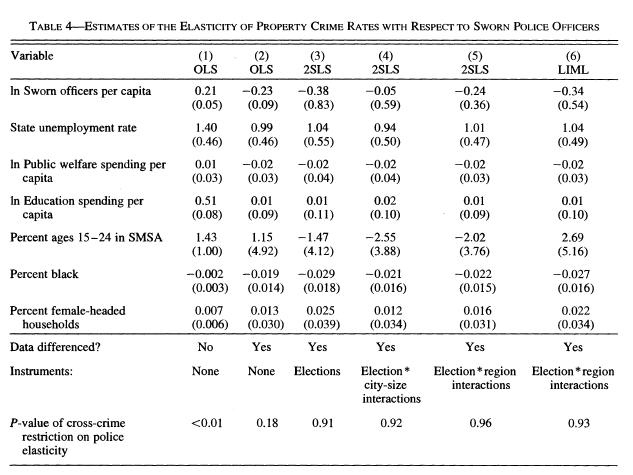 TABLE 4—ESTIMATES OF THE ELASTICITY OF PROPERTY CRIME RATES WITH RESPECT TO SWORN POLICE OFFICERS
Variable (1) OLS (2) OLS (3) 2SLS (4) 2SLS (5) 2SLS (6) LIML
ln Sworn officers per capita 0.21 −0.23 −0.38 −0.05 −0.24 −0.34
(0.05) (0.09) (0.83) (0.59) (0.36) (0.54)
State unemployment rate 1.40 0.99 1.04 0.94 1.01 1.04
(0.46) (0.46) (0.55) (0.50) (0.47) (0.49)
ln Public welfare spending per 0.01 −0.02 −0.02 −0.02 −0.02 −0.02
capita (0.03) (0.03) (0.04) (0.04) (0.03) (0.03)
ln Education spending per 0.51 0.01 0.01 0.02 0.01 0.01
capita (0.08) (0.09) (0.11) (0.10) (0.09) (0.10)
Percent ages 15–24 in SMSA 1.43 1.15 −1.47 −2.55 −2.02 2.69
(1.00) (4.92) (4.12) (3.88) (3.76) (5.16)
Percent black −0.002 −0.019 −0.029 −0.021 −0.022 −0.027
(0.003) (0.014) (0.018) (0.016) (0.015) (0.016)
Percent female-headed 0.007 0.013 0.025 0.012 0.016 0.022
households (0.006) (0.030) (0.039) (0.034) (0.031) (0.034)
Data differenced? No Yes Yes Yes Yes Yes
Instruments: None None Elections Election* Election*region Election*region
city-size interactions interactions
interactions
P-value of cross-crime <0.01 0.18 0.91 0.92 0.96 0.93
restriction on police
elasticity